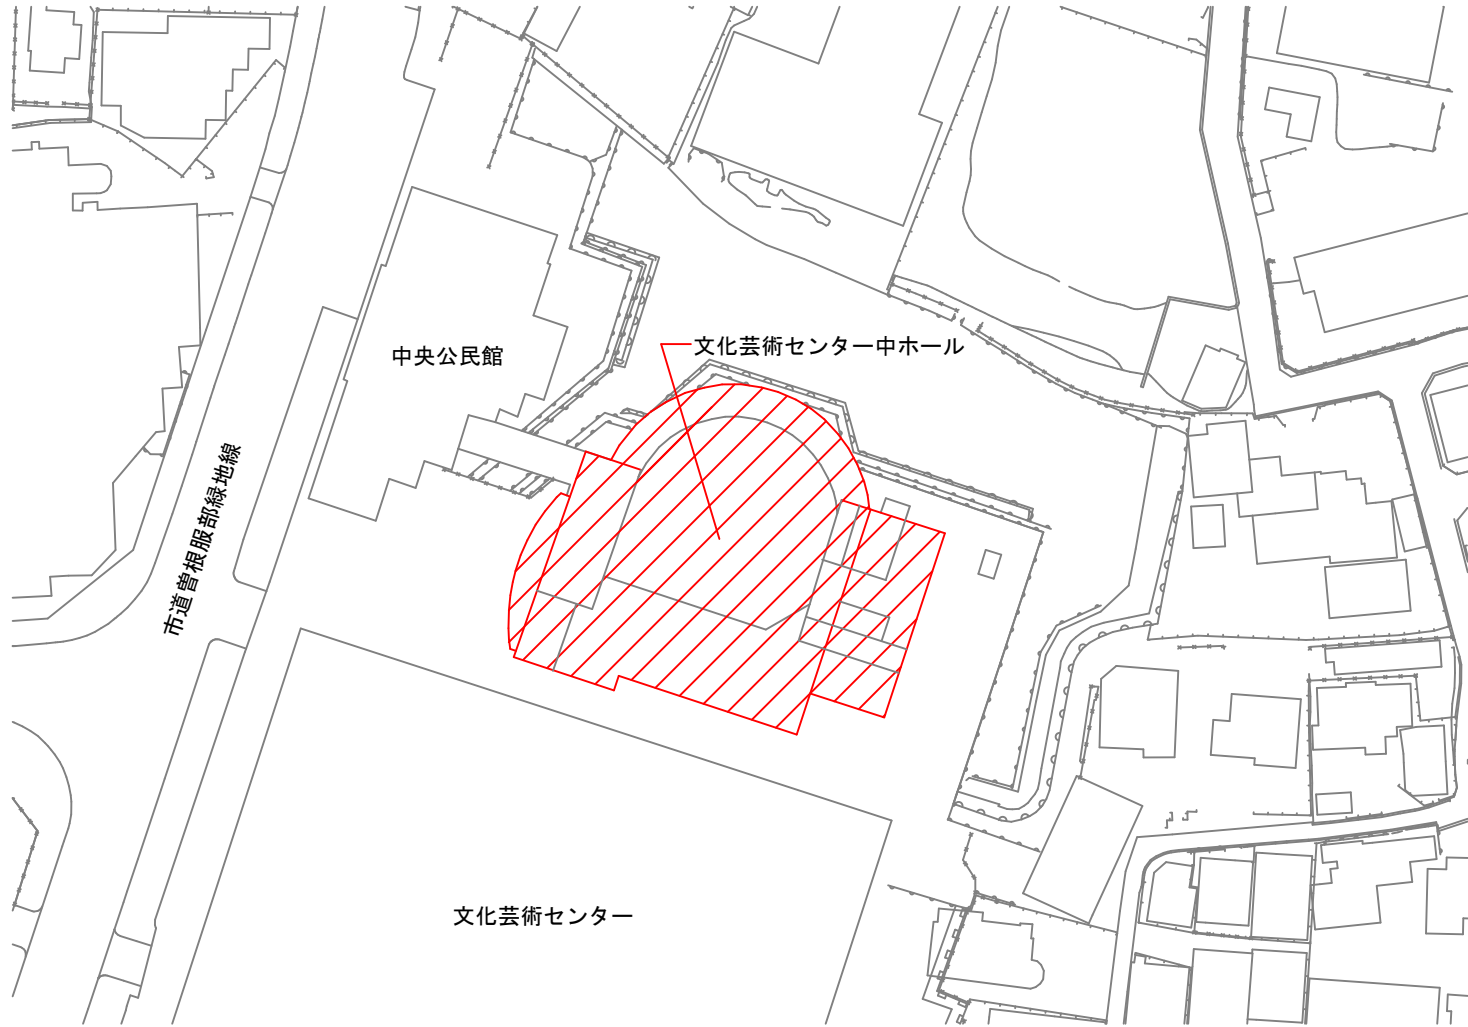 文化芸術センター中ホール
中央公民館
市道曽根服部緑地線
文化芸術センター